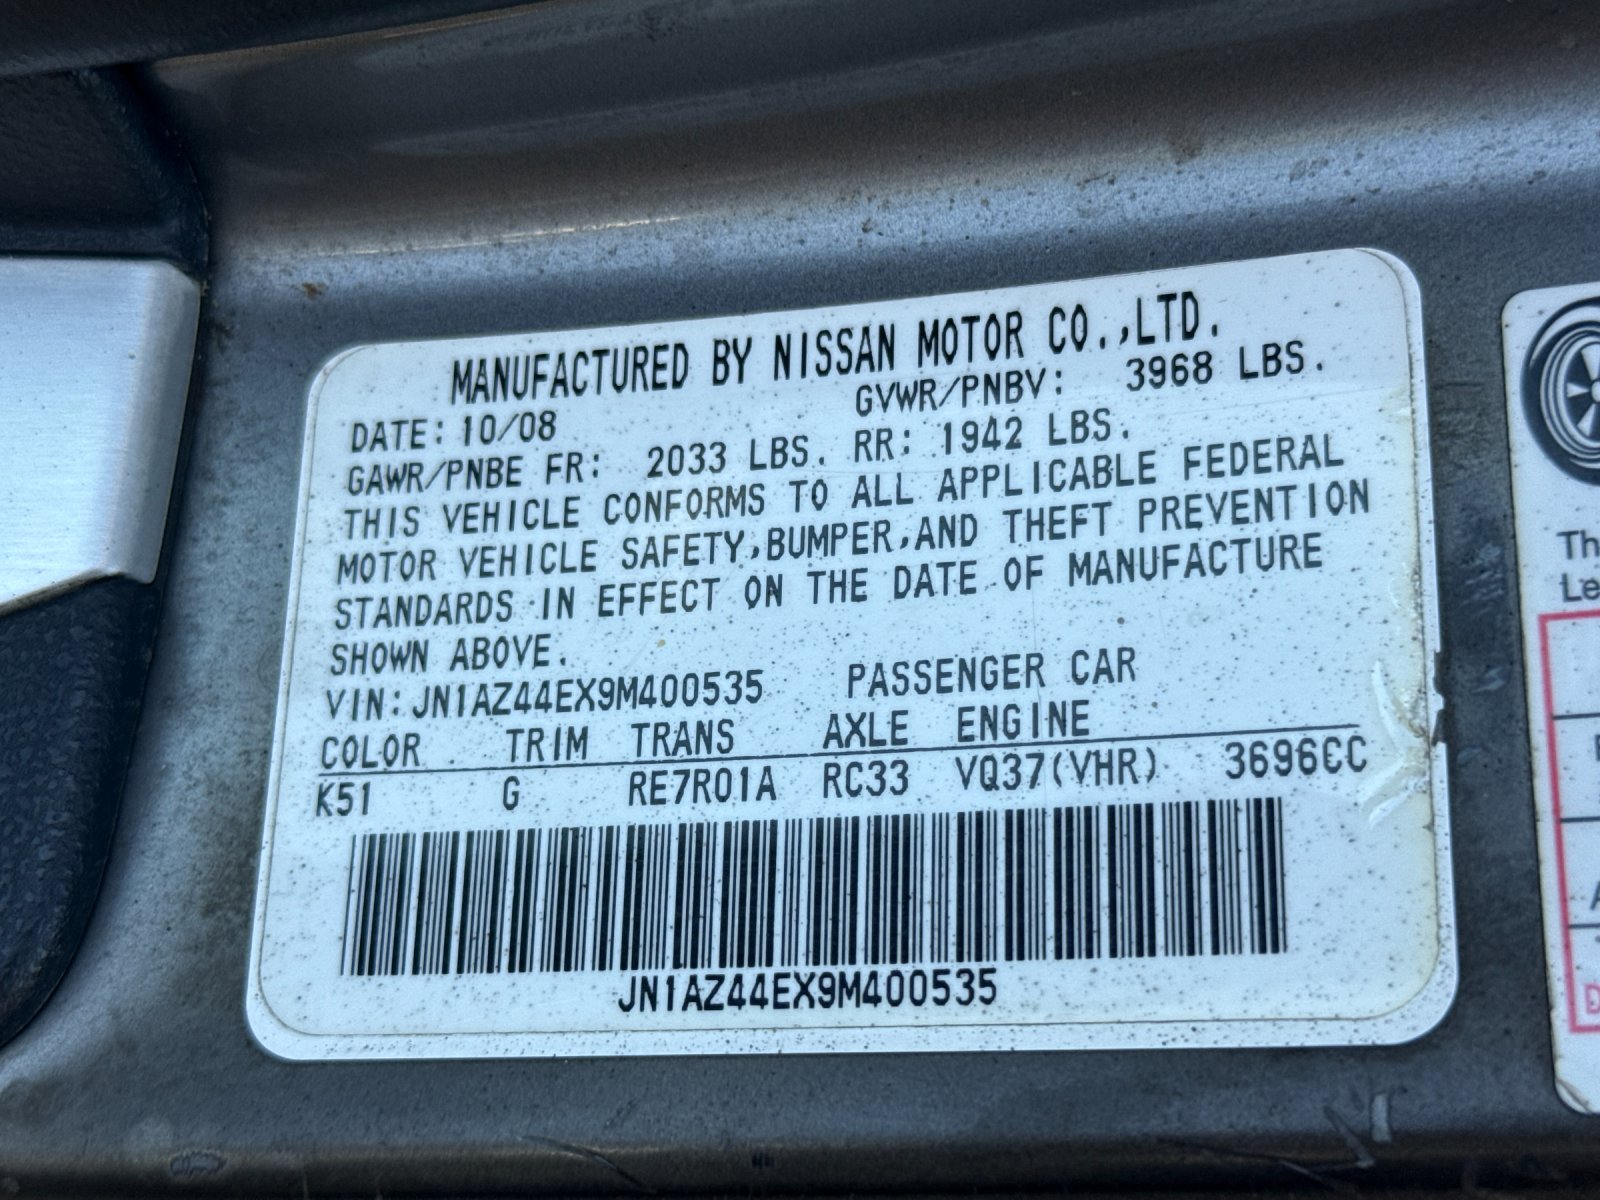 MANUFACTURED BY NISSAN MOTOR CO.,LTD.
DATE: 10/08 GVWR/PNBV: 3968 LBS.
GAWR/PNBE FR: 2033 LBS. RR: 1942 LBS.
THIS VEHICLE CONFORMS TO ALL APPLICABLE FEDERAL
MOTOR VEHICLE SAFETY,BUMPER,AND THEFT PREVENTION
STANDARDS IN EFFECT ON THE DATE OF MANUFACTURE
SHOWN ABOVE.
VIN:JN1AZ44EX9M400535 PASSENGER CAR
COLOR TRIM TRANS AXLE ENGINE
K51 G RE7R01A RC33 VQ37(VHR) 3696CC
JN1AZ44EX9M400535